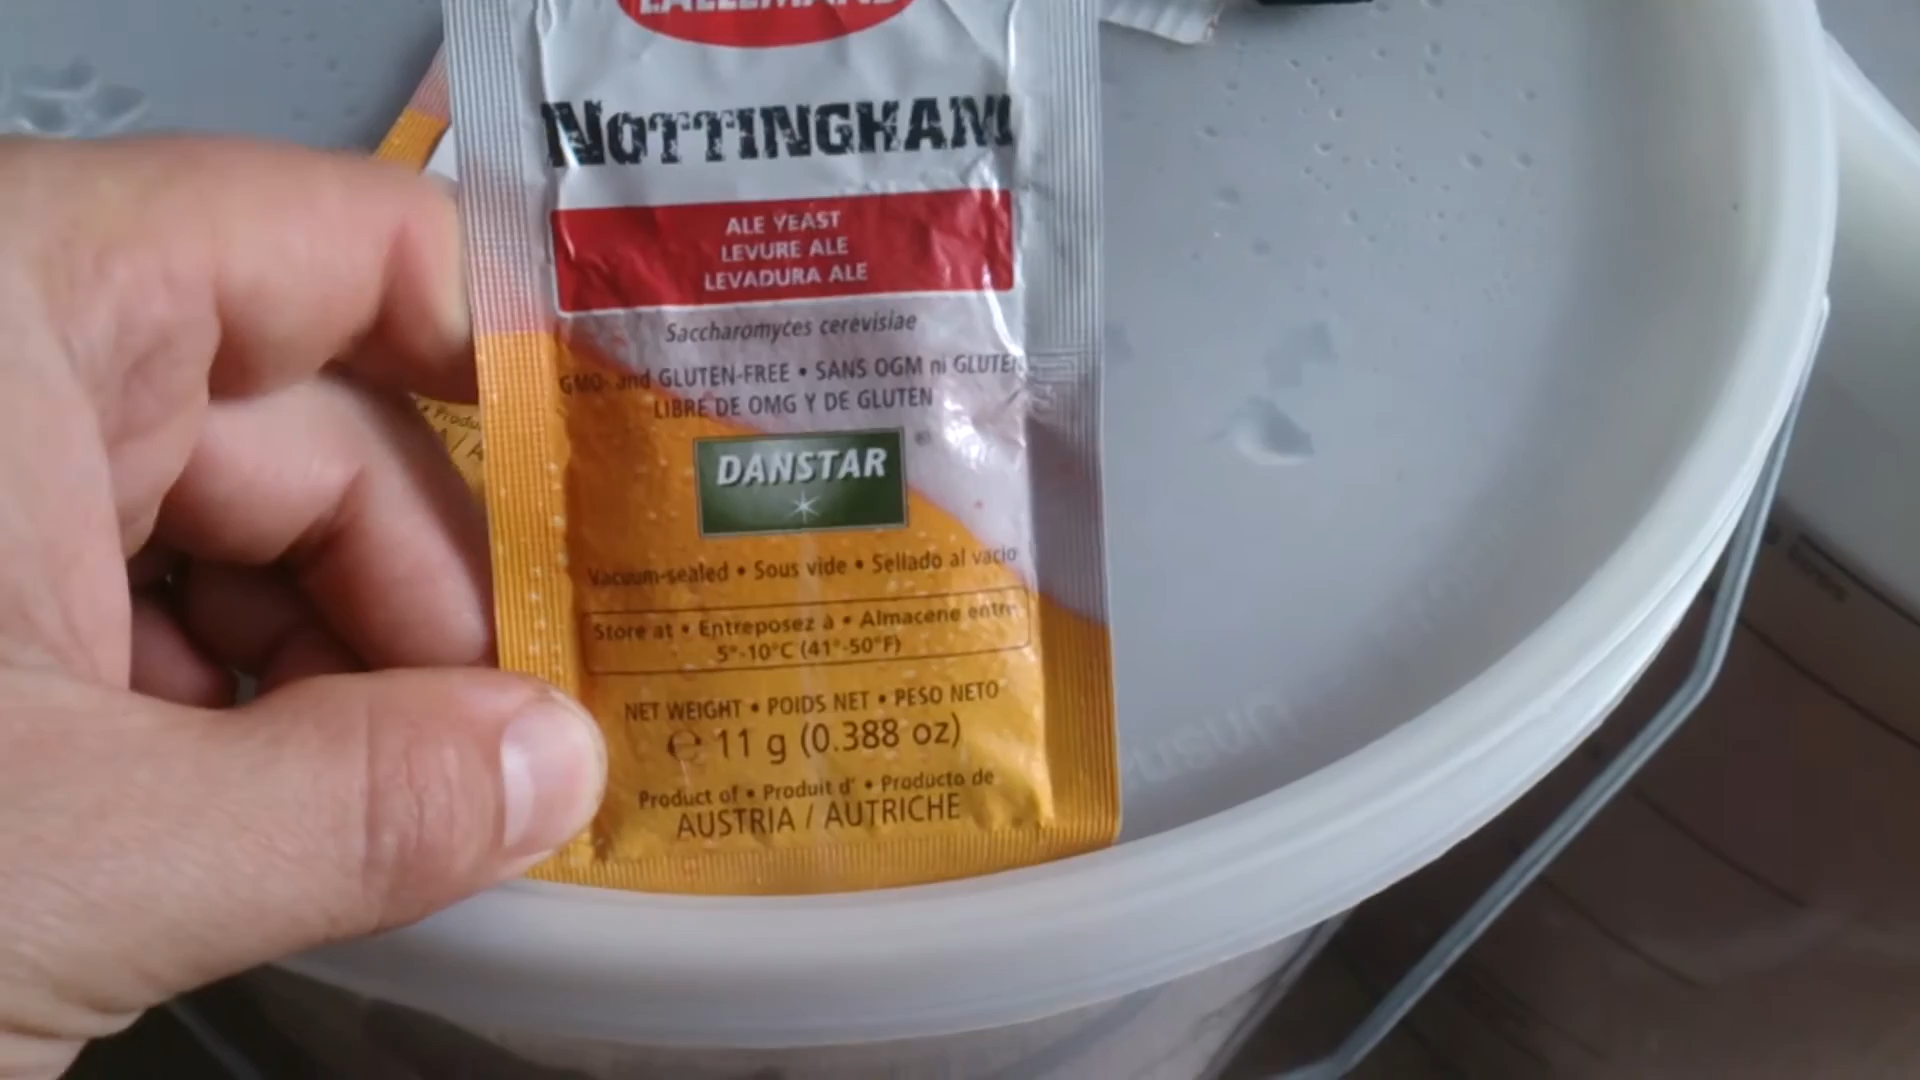 LALLEMAND
NOTTINGHAM
ALE YEAST
LEVURE ALE
LEVADURA ALE
Saccharomyces cerevisiae
GMO- and GLUTEN-FREE • SANS OGM ni GLUTEN
LIBRE DE OMG Y DE GLUTEN
DANSTAR
®
Vacuum-sealed • Sous vide • Sellado al vacio
Store at • Entreposez à • Almacene entre
5°-10°C (41°-50°F)
NET WEIGHT • POIDS NET • PESO NETO
℮ 11 g (0.388 oz)
Product of • Produit d' • Producto de
AUSTRIA / AUTRICHE